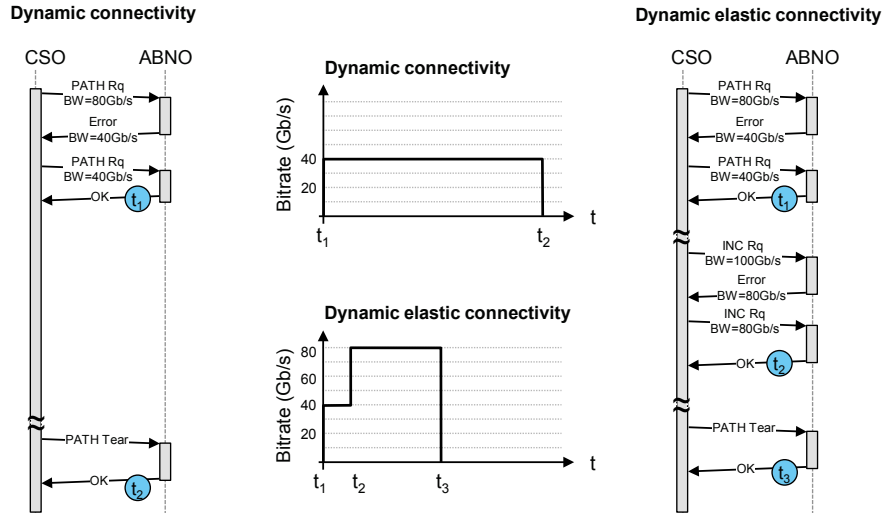 Dynamic connectivity
CSO
ABNO
PATH Rq
BW=80Gb/s
Error
BW=40Gb/s
PATH Rq
BW=40Gb/s
OK
t1
PATH Tear
OK
t2
Dynamic connectivity
Bitrate (Gb/s)
40
20
t1
t2
t
Dynamic elastic connectivity
Bitrate (Gb/s)
80
60
40
20
t1
t2
t3
t
Dynamic elastic connectivity
CSO
ABNO
PATH Rq
BW=80Gb/s
Error
BW=40Gb/s
PATH Rq
BW=40Gb/s
OK
t1
INC Rq
BW=100Gb/s
Error
BW=80Gb/s
INC Rq
BW=80Gb/s
OK
t2
PATH Tear
OK
t3